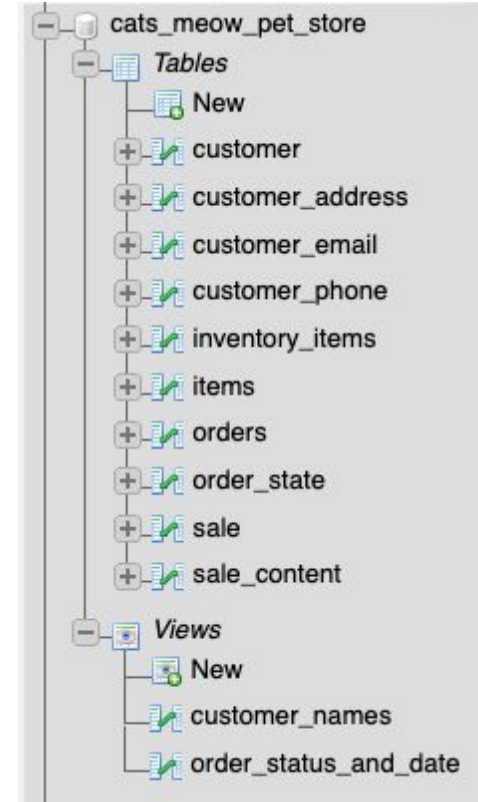 cats_meow_pet_store
Tables
New
customer
customer_address
customer_email
customer_phone
inventory_items
items
orders
order_state
sale
sale_content
Views
New
customer_names
order_status_and_date